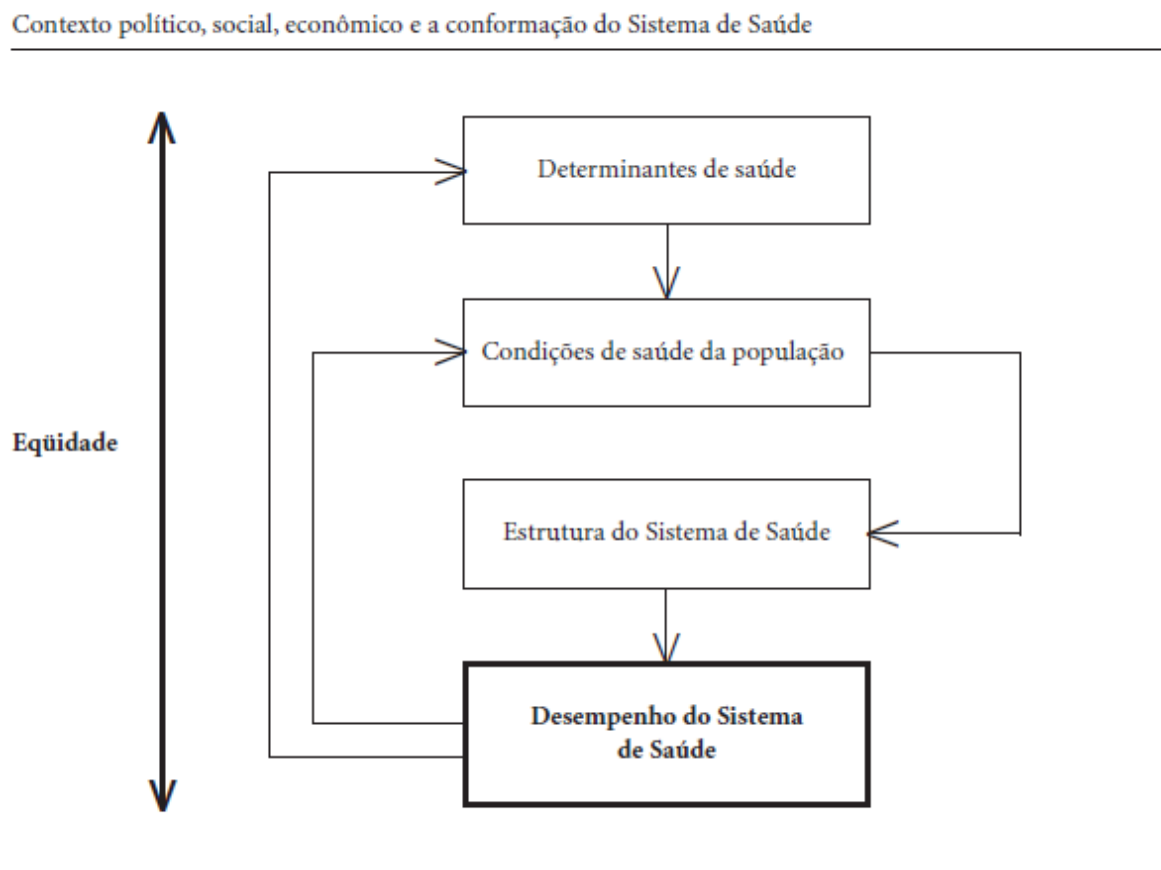 Contexto político, social, econômico e a conformação do Sistema de Saúde
Determinantes de saúde
Condições de saúde da população
Eqüidade
Estrutura do Sistema de Saúde
Desempenho do Sistema
de Saúde